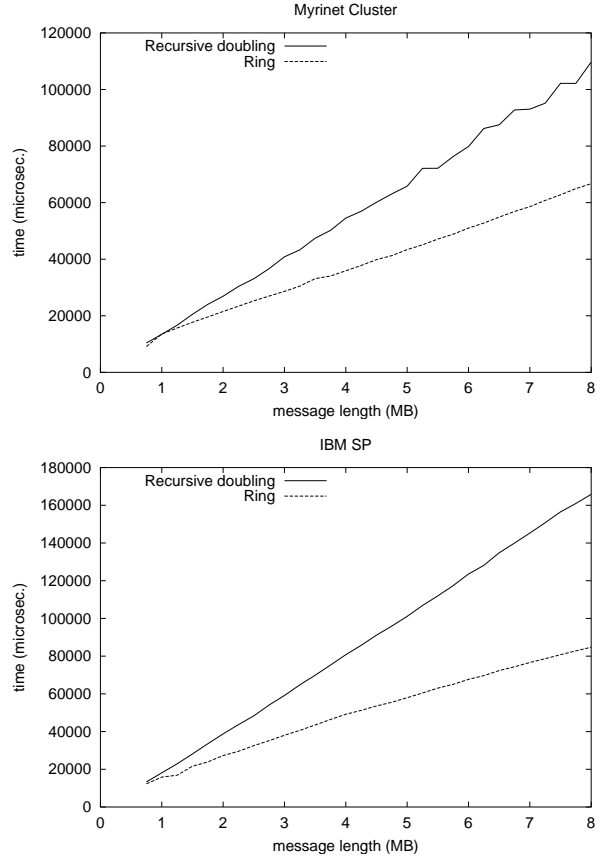 Myrinet Cluster
120000
100000
80000
60000
40000
20000
0
time (microsec.)
Recursive doubling
Ring
0 1 2 3 4 5 6 7 8
message length (MB)
IBM SP
180000
160000
140000
120000
100000
80000
60000
40000
20000
0
time (microsec.)
Recursive doubling
Ring
0 1 2 3 4 5 6 7 8
message length (MB)